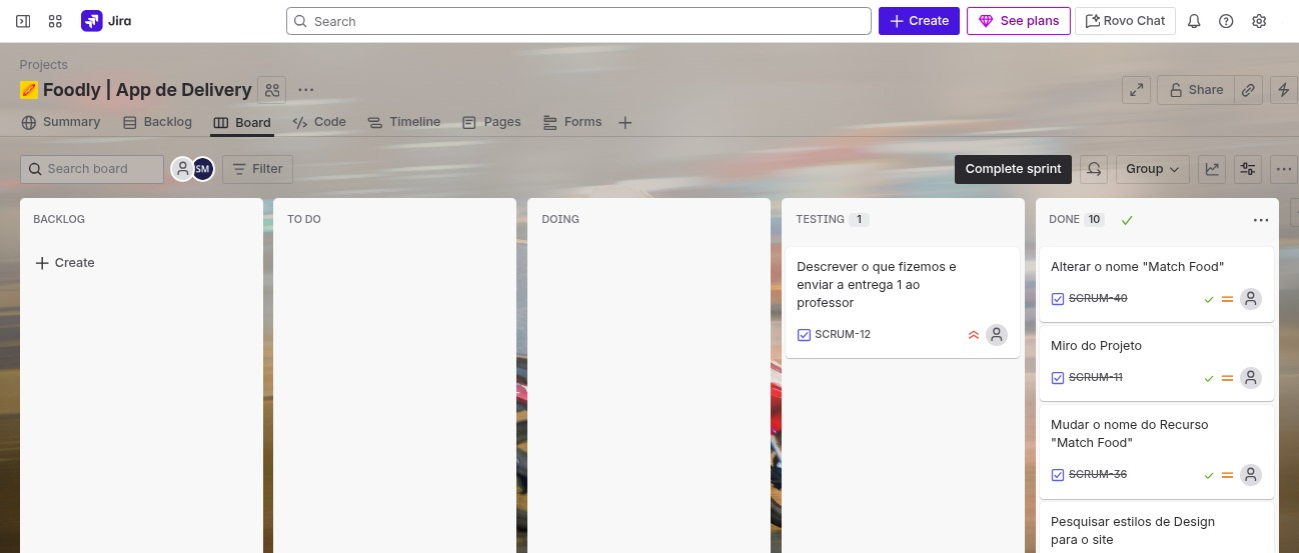 Jira
Search
+ Create
See plans
Rovo Chat
Projects
Foodly | App de Delivery
Share
Summary
Backlog
Board
Code
Timeline
Pages
Forms
Search board
SM
Filter
Complete sprint
Group
BACKLOG
TO DO
DOING
TESTING 1
DONE 10
+ Create
Descrever o que fizemos e
enviar a entrega 1 ao
professor
SCRUM-12
Alterar o nome "Match Food"
SCRUM-40
Miro do Projeto
SCRUM-11
Mudar o nome do Recurso
"Match Food"
SCRUM-36
Pesquisar estilos de Design
para o site